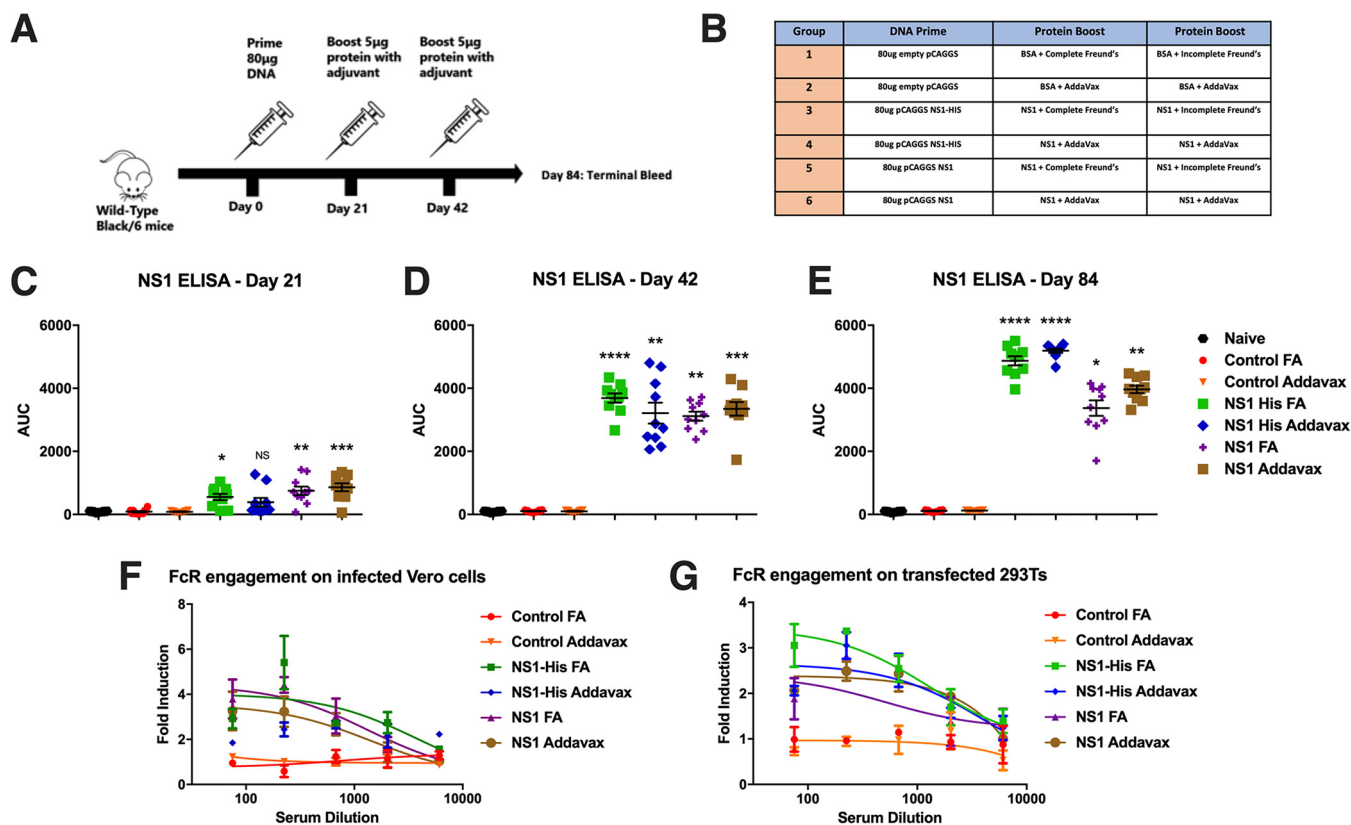 A
Prime
80µg
DNA
Boost 5µg
protein with
adjuvant
Boost 5µg
protein with
adjuvant
Wild-Type
Black/6 mice
Day 0
Day 21
Day 42
Day 84: Terminal Bleed
B
Group DNA Prime Protein Boost Protein Boost
1 80ug empty pCAGGS BSA + Complete Freund's BSA + Incomplete Freund's
2 80ug empty pCAGGS BSA + AddaVax BSA + AddaVax
3 80ug pCAGGS NS1-HIS NS1 + Complete Freund's NS1 + Incomplete Freund's
4 80ug pCAGGS NS1-HIS NS1 + AddaVax NS1 + AddaVax
5 80ug pCAGGS NS1 NS1 + Complete Freund's NS1 + Incomplete Freund's
6 80ug pCAGGS NS1 NS1 + AddaVax NS1 + AddaVax
C
NS1 ELISA - Day 21
AUC
6000
4000
2000
0
*
NS
**
***
D
NS1 ELISA - Day 42
AUC
6000
4000
2000
0
****
**
**
***
E
NS1 ELISA - Day 84
AUC
6000
4000
2000
0
****
****
*
**
Naive
Control FA
Control Addavax
NS1 His FA
NS1 His Addavax
NS1 FA
NS1 Addavax
F
FcR engagement on infected Vero cells
Fold Induction
8
6
4
2
0
100
1000
10000
Serum Dilution
Control FA
Control Addavax
NS1-His FA
NS1-His Addavax
NS1 FA
NS1 Addavax
G
FcR engagement on transfected 293Ts
Fold Induction
4
3
2
1
0
100
1000
10000
Serum Dilution
Control FA
Control Addavax
NS1-His FA
NS1-His Addavax
NS1 FA
NS1 Addavax